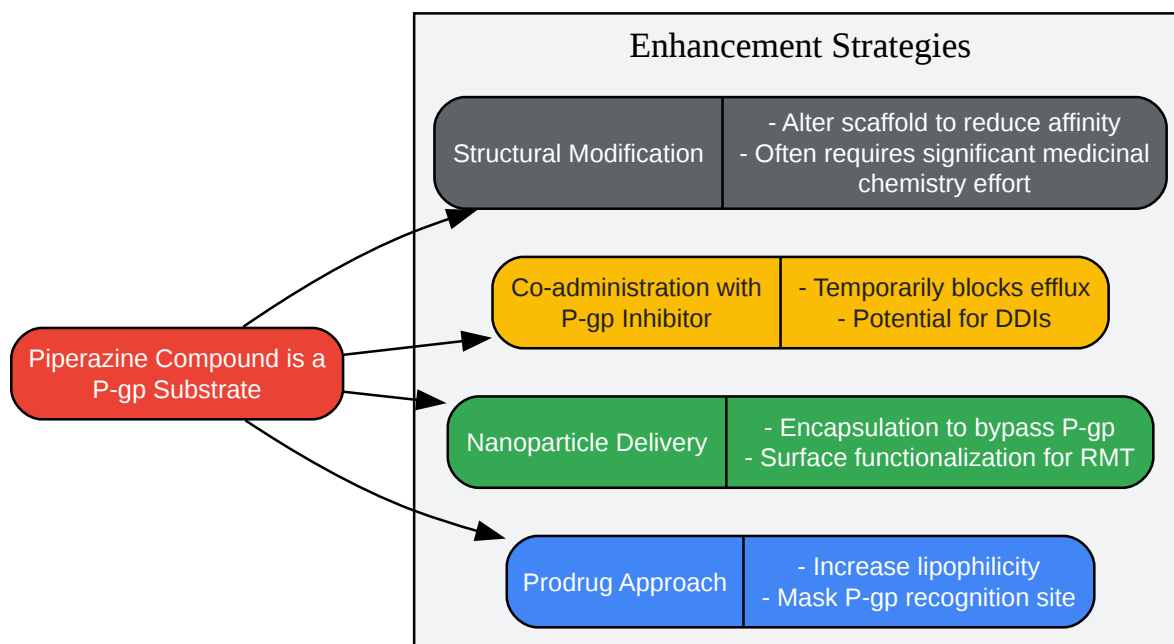 Enhancement Strategies
Structural Modification
- Alter scaffold to reduce affinity
- Often requires significant medicinal
chemistry effort
Co-administration with
P-gp Inhibitor
- Temporarily blocks efflux
- Potential for DDIs
Piperazine Compound is a
P-gp Substrate
Nanoparticle Delivery
- Encapsulation to bypass P-gp
- Surface functionalization for RMT
Prodrug Approach
- Increase lipophilicity
- Mask P-gp recognition site